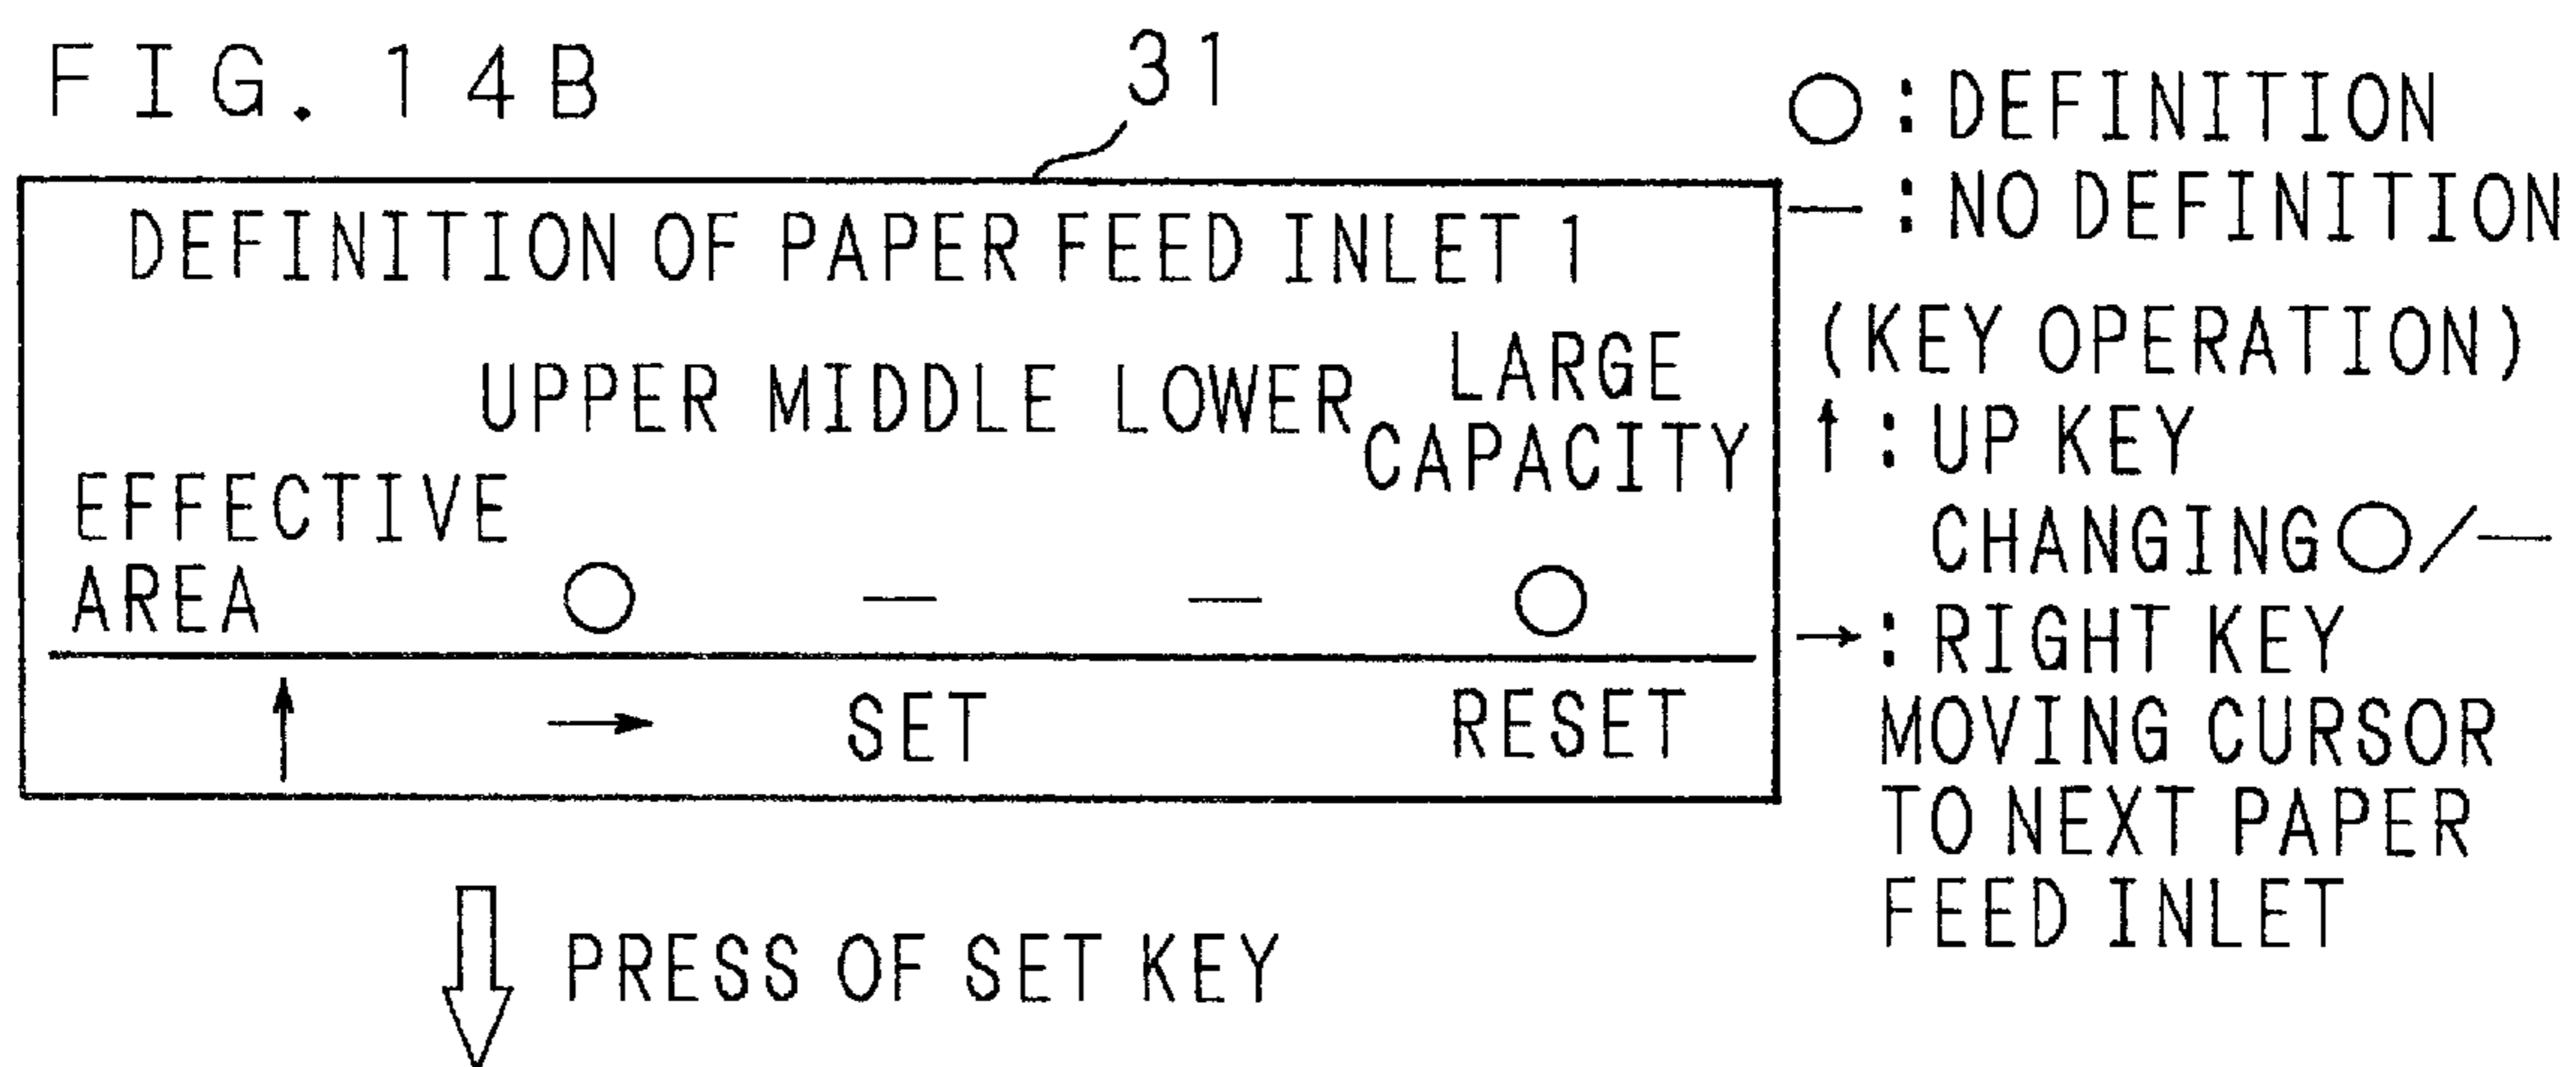 FIG. 14B
31
DEFINITION OF PAPER FEED INLET 1
UPPER MIDDLE LOWER LARGE CAPACITY
EFFECTIVE AREA ○ — — ○
↑ → SET RESET
PRESS OF SET KEY
○ : DEFINITION
— : NO DEFINITION
(KEY OPERATION)
↑ : UP KEY
CHANGING ○/—
→ : RIGHT KEY
MOVING CURSOR
TO NEXT PAPER
FEED INLET